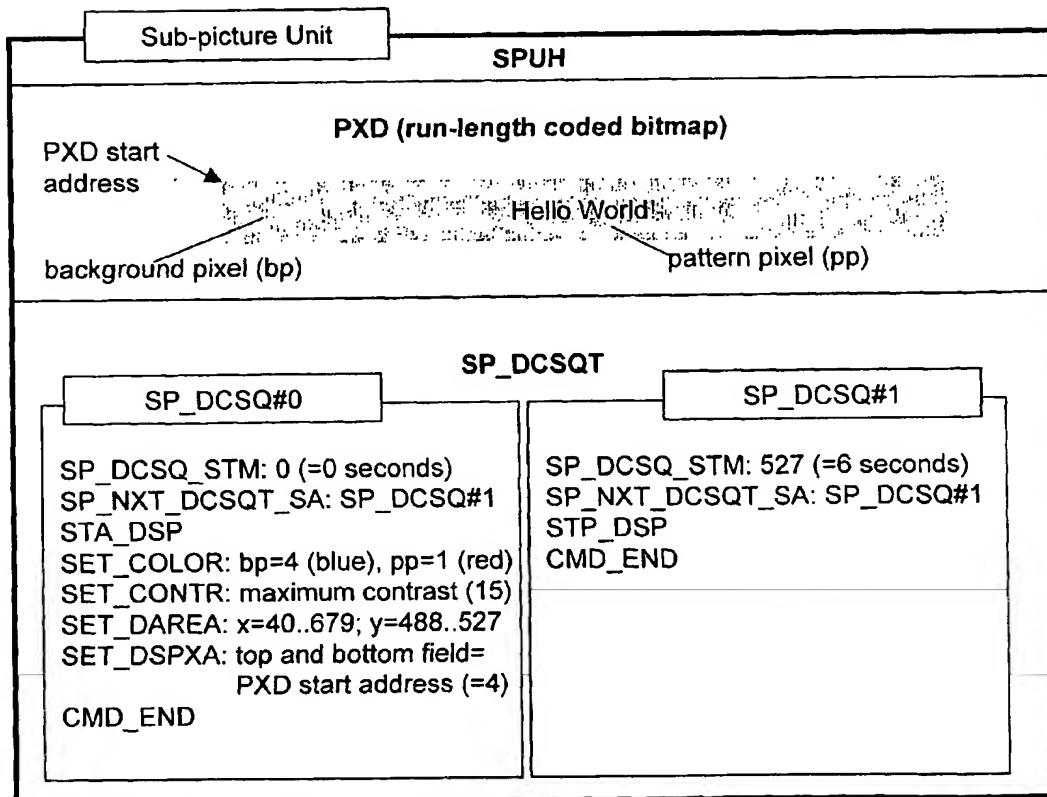 Sub-picture Unit
SPUH
PXD (run-length coded bitmap)
PXD start
address
Hello World!
background pixel (bp)
pattern pixel (pp)
SP_DCSQT
SP_DCSQ#0
SP_DCSQ_STM: 0 (=0 seconds)
SP_NXT_DCSQT_SA: SP_DCSQ#1
STA_DSP
SET_COLOR: bp=4 (blue), pp=1 (red)
SET_CONTR: maximum contrast (15)
SET_DAREA: x=40..679; y=488..527
SET_DSPXA: top and bottom field=
PXD start address (=4)
CMD_END
SP_DCSQ#1
SP_DCSQ_STM: 527 (=6 seconds)
SP_NXT_DCSQT_SA: SP_DCSQ#1
STP_DSP
CMD_END